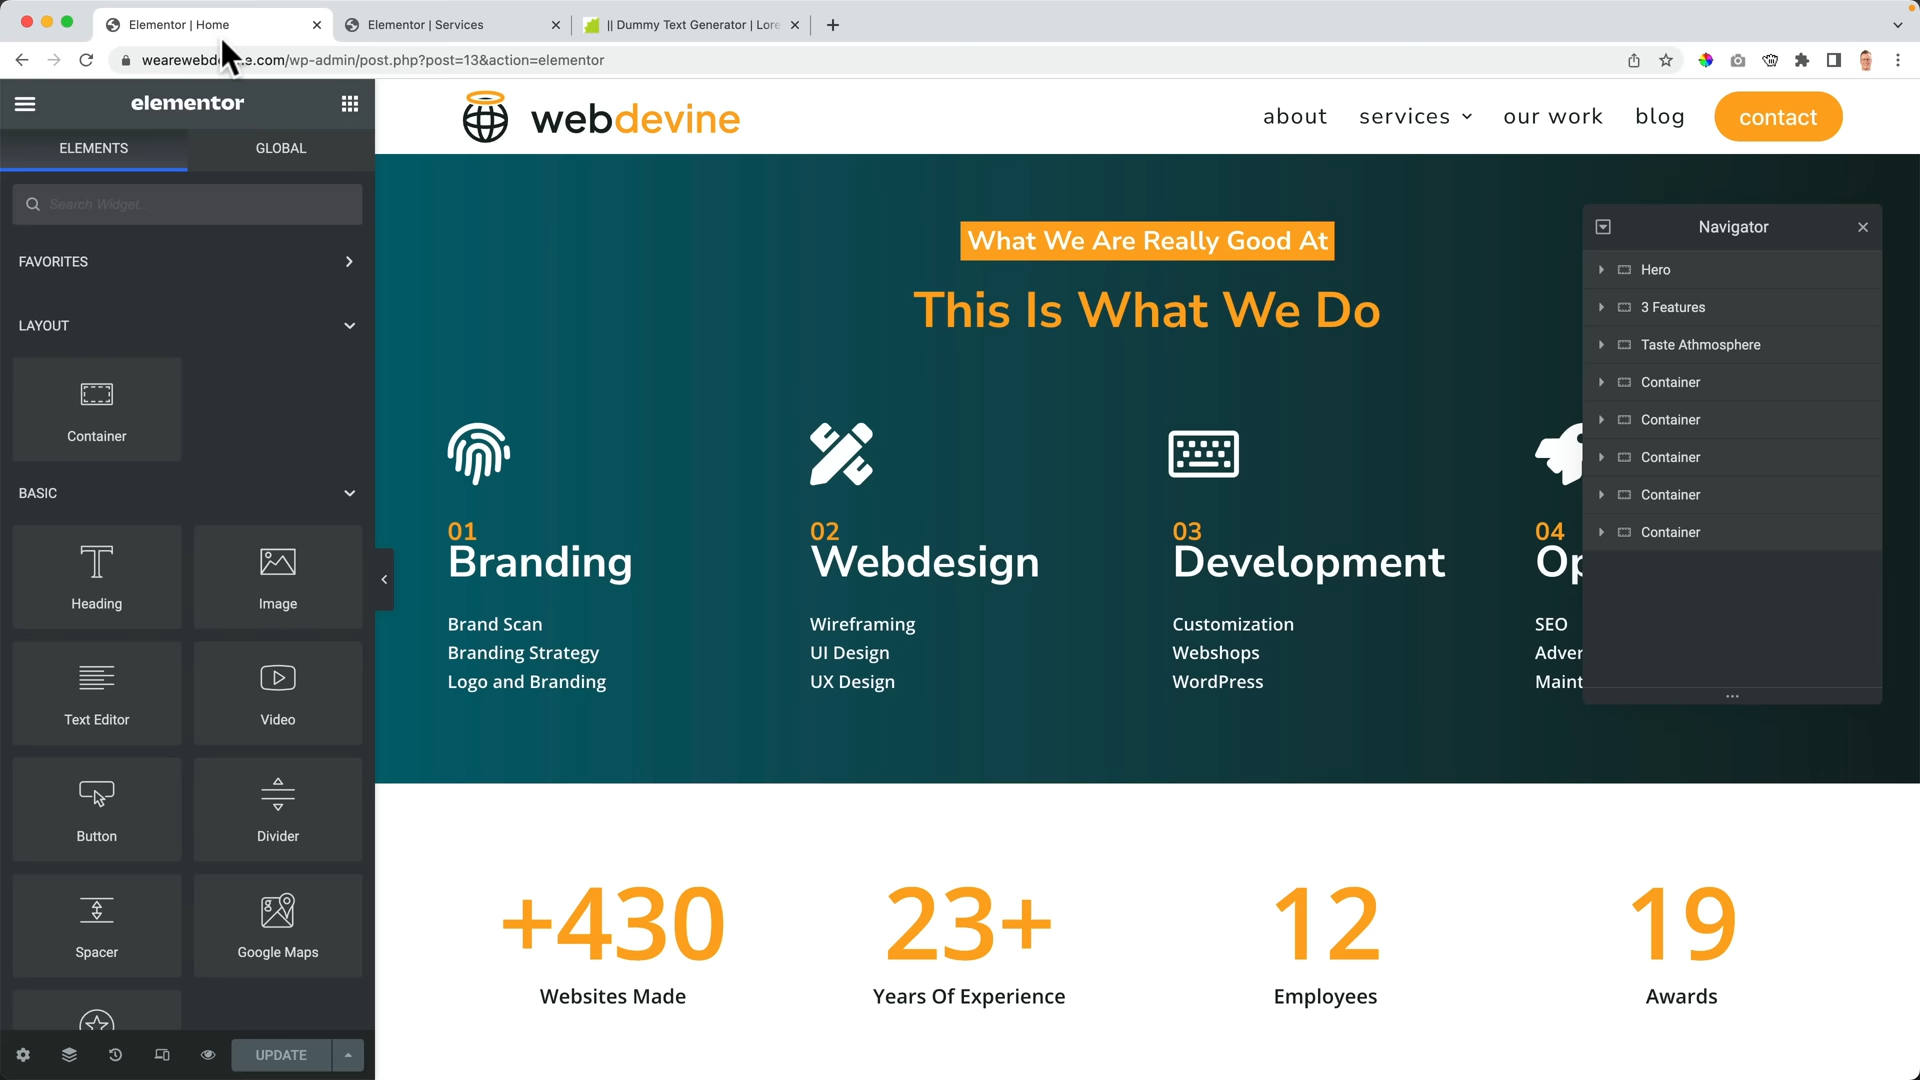 Elementor | Home
Elementor | Services
|| Dummy Text Generator | Lore
.com/wp-admin/post.php?post=13&action=elementor
elementor
ELEMENTS
GLOBAL
Search Widget...
FAVORITES
LAYOUT
Container
BASIC
Heading
Image
Text Editor
Video
Button
Divider
Spacer
Google Maps
UPDATE
webdevine
about
services
our work
blog
contact
What We Are Really Good At
This Is What We Do
01
Branding
Brand Scan
Branding Strategy
Logo and Branding
02
Webdesign
Wireframing
UI Design
UX Design
03
Development
Customization
Webshops
WordPress
04
Op
SEO
Adver
Maint
Navigator
Hero
3 Features
Taste Athmosphere
Container
Container
Container
Container
Container
+430
Websites Made
23+
Years Of Experience
12
Employees
19
Awards